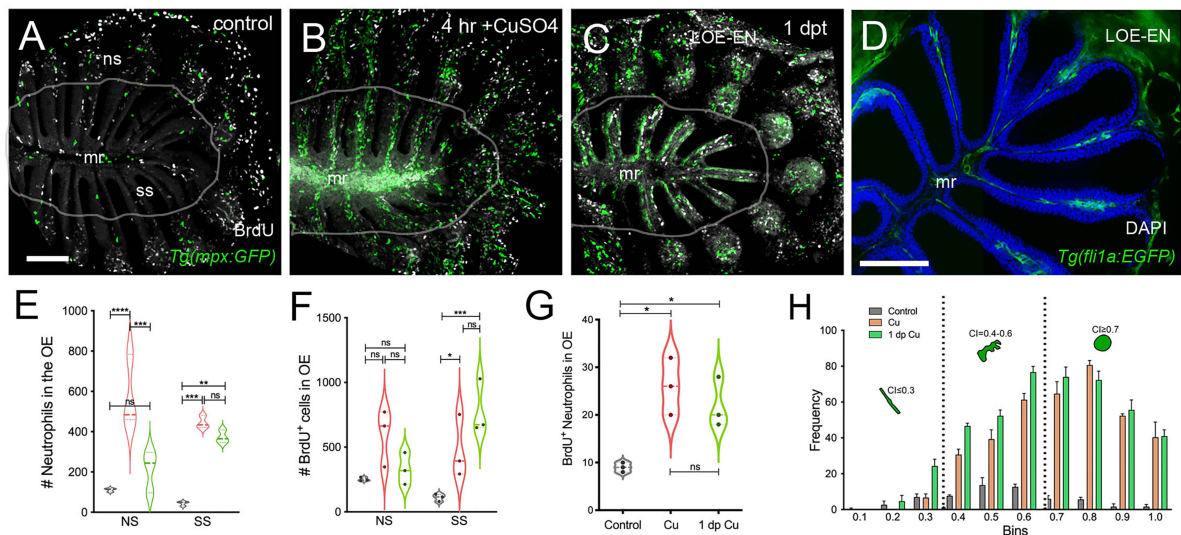 A
control
ns
mr
ss
BrdU
Tg(mpx:GFP)
B
4 hr +CuSO4
mr
C
1 dpt
LOE-EN
mr
D
LOE-EN
mr
DAPI
Tg(fli1a:EGFP)
E
# Neutrophils in the OE
1000
800
600
400
200
0
****
***
ns
**
***
ns
NS
SS
F
# BrdU+ cells in OE
1500
1000
500
0
ns
ns
ns
***
ns
*
NS
SS
G
BrdU+ Neutrophils in OE
40
30
20
10
0
*
*
ns
Control
Cu
1 dp Cu
H
Frequency
100
80
60
40
20
0
Control
Cu
1 dp Cu
CI≤0.3
CI=0.4-0.6
CI≥0.7
0.1 0.2 0.3 0.4 0.5 0.6 0.7 0.8 0.9 1.0
Bins